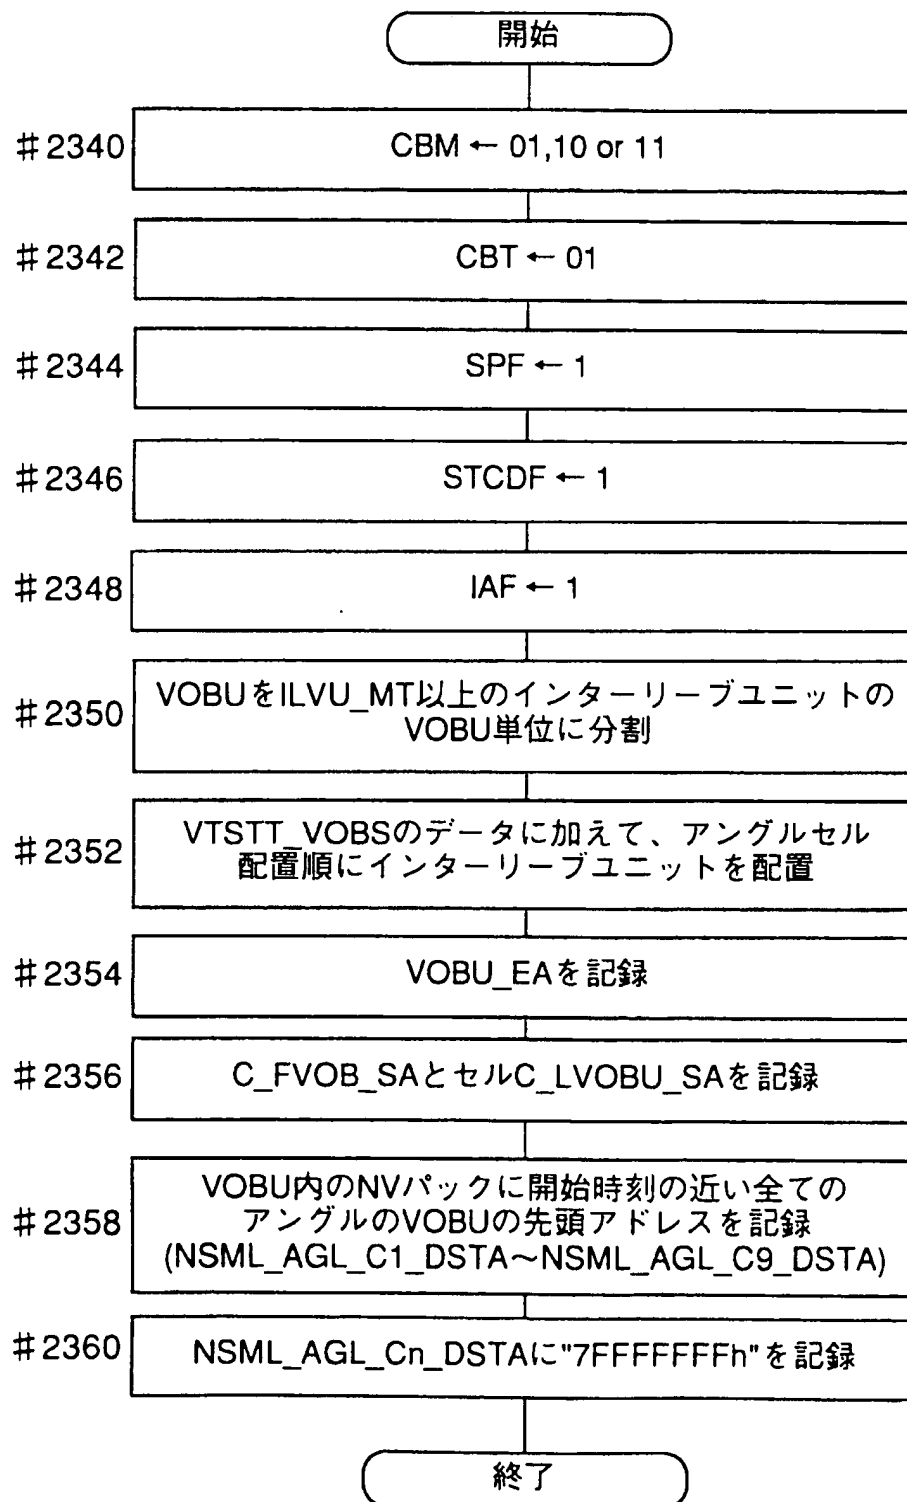 開始
#2340
CBM ← 01,10 or 11
#2342
CBT ← 01
#2344
SPF ← 1
#2346
STCDF ← 1
#2348
IAF ← 1
#2350
VOBUをILVU_MT以上のインターリーブユニットの
VOBU単位に分割
#2352
VTSTT_VOBSのデータに加えて、アングルセル
配置順にインターリーブユニットを配置
#2354
VOBU_EAを記録
#2356
C_FVOB_SAとセルC_LVOBU_SAを記録
#2358
VOBU内のNVパックに開始時刻の近い全ての
アングルのVOBUの先頭アドレスを記録
(NSML_AGL_C1_DSTA～NSML_AGL_C9_DSTA)
#2360
NSML_AGL_Cn_DSTAに"7FFFFFFFh"を記録
終了